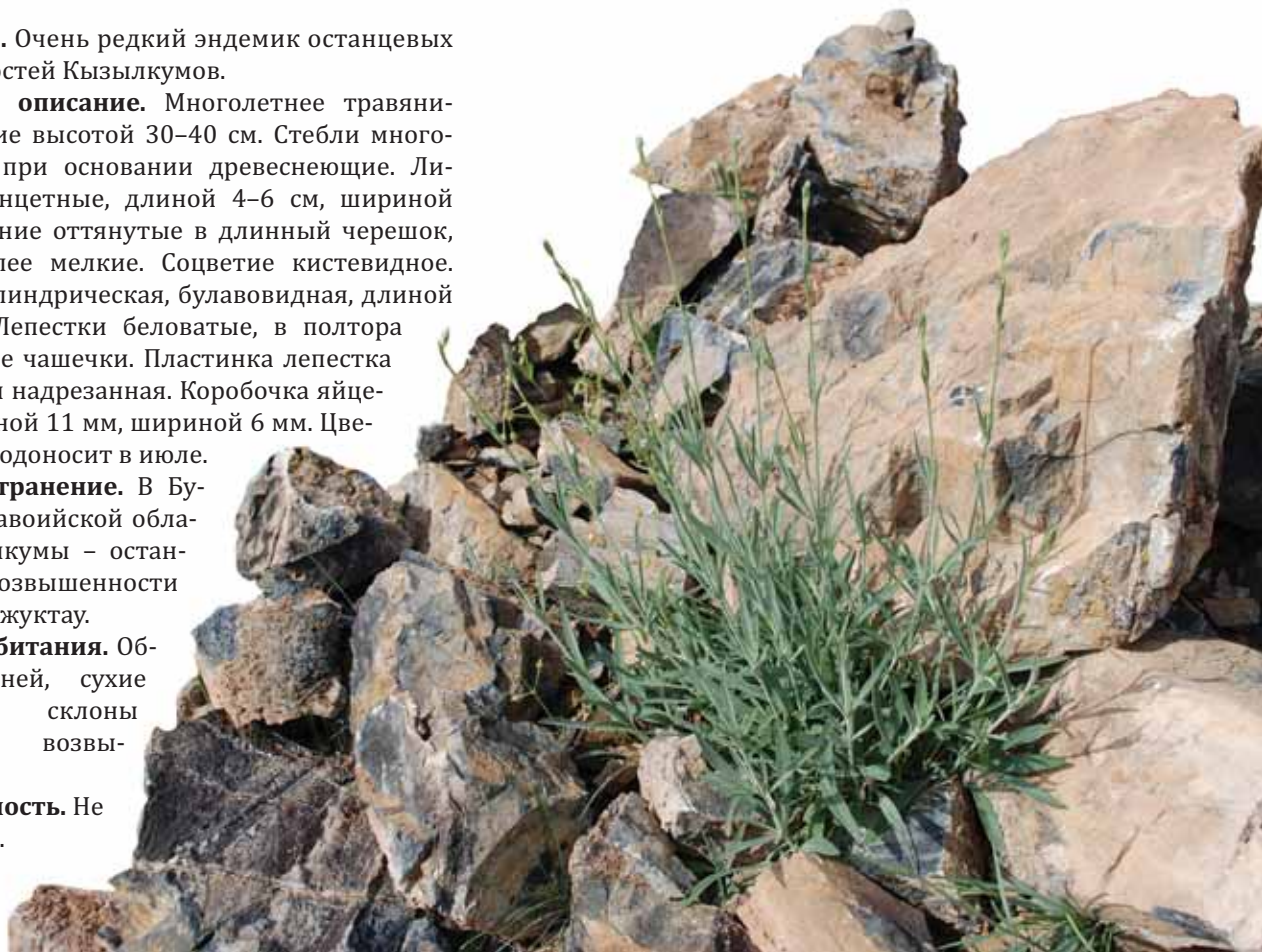 . Очень редкий эндемик останцевых
остей Кызылкумов.
описание. Многолетнее травяни-
ие высотой 30–40 см. Стебли много-
при основании древеснеющие. Ли-
нцетные, длиной 4–6 см, шириной
ние оттянутые в длинный черешок,
лее мелкие. Соцветие кистевидное.
линдрическая, булавовидная, длиной
Лепестки беловатые, в полтора
е чашечки. Пластинка лепестка
и надрезанная. Коробочка яйце-
ной 11 мм, шириной 6 мм. Цве-
одоносит в июле.
транение. В Бу-
авоийской обла-
лкумы – остан-
озвышенности
жуктау.
битания. Об-
ней, сухие
склоны
возвы-
ность. Не
.